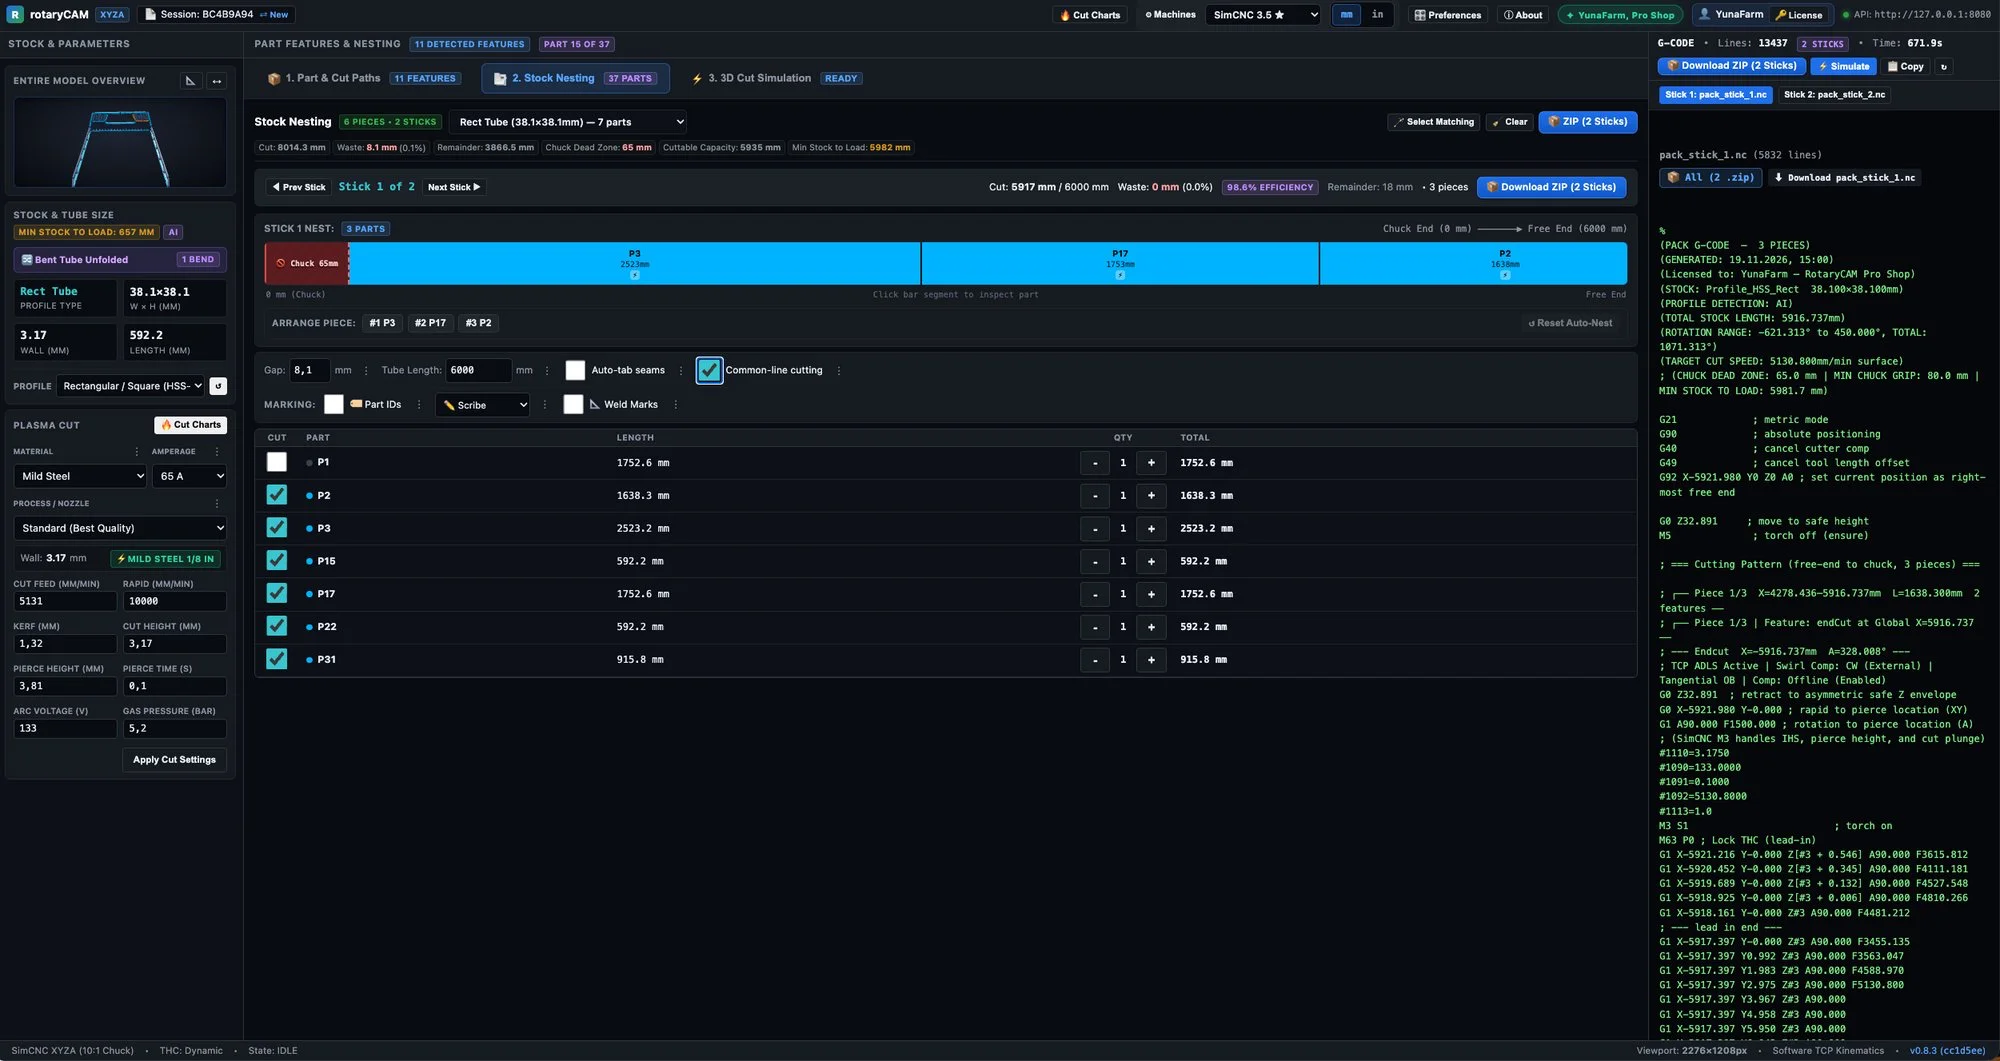 R rotaryCAM XYZA Session: BC4B9A94 ⇄ New 🔥 Cut Charts ⚙ Machines SimCNC 3.5 ★ mm in Preferences ⓘ About + YunaFarm, Pro Shop YunaFarm 🔑 License API: http://127.0.0.1:8080
STOCK & PARAMETERS
ENTIRE MODEL OVERVIEW
STOCK & TUBE SIZE
MIN STOCK TO LOAD: 657 MM AI
Bent Tube Unfolded 1 BEND
Rect Tube 38.1×38.1
PROFILE TYPE W × H (MM)
3.17 592.2
WALL (MM) LENGTH (MM)
PROFILE Rectangular / Square (HSS-
PLASMA CUT 🔥 Cut Charts
MATERIAL AMPERAGE
Mild Steel 65 A
PROCESS / NOZZLE
Standard (Best Quality)
Wall: 3.17 mm ⚡MILD STEEL 1/8 IN
CUT FEED (MM/MIN) RAPID (MM/MIN)
5131 10000
KERF (MM) CUT HEIGHT (MM)
1,32 3,17
PIERCE HEIGHT (MM) PIERCE TIME (S)
3,81 0,1
ARC VOLTAGE (V) GAS PRESSURE (BAR)
133 5,2
Apply Cut Settings
PART FEATURES & NESTING 11 DETECTED FEATURES PART 15 OF 37
1. Part & Cut Paths 11 FEATURES 2. Stock Nesting 37 PARTS ⚡ 3. 3D Cut Simulation READY
Stock Nesting 6 PIECES • 2 STICKS Rect Tube (38.1×38.1mm) — 7 parts Select Matching Clear ZIP (2 Sticks)
Cut: 8014.3 mm Waste: 8.1 mm (0.1%) Remainder: 3866.5 mm Chuck Dead Zone: 65 mm Cuttable Capacity: 5935 mm Min Stock to Load: 5982 mm
◀ Prev Stick Stick 1 of 2 Next Stick ▶ Cut: 5917 mm / 6000 mm Waste: 0 mm (0.0%) 98.6% EFFICIENCY Remainder: 18 mm • 3 pieces Download ZIP (2 Sticks)
STICK 1 NEST: 3 PARTS Chuck End (0 mm) ⟶ Free End (6000 mm)
🚫 Chuck 65mm P3 P17 P2
2523mm 1753mm 1638mm
0 mm (Chuck) Click bar segment to inspect part Free End
ARRANGE PIECE: #1 P3 #2 P17 #3 P2 ↺ Reset Auto-Nest
Gap: 8,1 mm Tube Length: 6000 mm Auto-tab seams Common-line cutting
MARKING: Part IDs Scribe Weld Marks
CUT PART LENGTH QTY TOTAL
P1 1752.6 mm - 1 + 1752.6 mm
P2 1638.3 mm - 1 + 1638.3 mm
P3 2523.2 mm - 1 + 2523.2 mm
P15 592.2 mm - 1 + 592.2 mm
P17 1752.6 mm - 1 + 1752.6 mm
P22 592.2 mm - 1 + 592.2 mm
P31 915.8 mm - 1 + 915.8 mm
G-CODE • Lines: 13437 2 STICKS • Time: 671.9s
Download ZIP (2 Sticks) ⚡ Simulate Copy ↻
Stick 1: pack_stick_1.nc Stick 2: pack_stick_2.nc
pack_stick_1.nc (5832 lines)
All (2 .zip) ⬇ Download pack_stick_1.nc
%
(PACK G-CODE — 3 PIECES)
(GENERATED: 19.11.2026, 15:00)
(Licensed to: YunaFarm — RotaryCAM Pro Shop)
(STOCK: Profile_HSS_Rect 38.100×38.100mm)
(PROFILE DETECTION: AI)
(TOTAL STOCK LENGTH: 5916.737mm)
(ROTATION RANGE: -621.313° to 450.000°, TOTAL:
1071.313°)
(TARGET CUT SPEED: 5130.800mm/min surface)
; (CHUCK DEAD ZONE: 65.0 mm | MIN CHUCK GRIP: 80.0 mm |
MIN STOCK TO LOAD: 5981.7 mm)
G21 ; metric mode
G90 ; absolute positioning
G40 ; cancel cutter comp
G49 ; cancel tool length offset
G92 X-5921.980 Y0 Z0 A0 ; set current position as right-
most free end
G0 Z32.891 ; move to safe height
M5 ; torch off (ensure)
; === Cutting Pattern (free-end to chuck, 3 pieces) ===
; ┌── Piece 1/3 X=4278.436–5916.737mm L=1638.300mm 2
features ——
; ┌── Piece 1/3 | Feature: endCut at Global X=5916.737
——
; --- Endcut X=-5916.737mm A=328.008° ---
; TCP ADLS Active | Swirl Comp: CW (External) |
Tangential OB | Comp: Offline (Enabled)
G0 Z32.891 ; retract to asymmetric safe Z envelope
G0 X-5921.980 Y-0.000 ; rapid to pierce location (XY)
G1 A90.000 F1500.000 ; rotation to pierce location (A)
; (SimCNC M3 handles IHS, pierce height, and cut plunge)
#1110=3.1750
#1090=133.0000
#1091=0.1000
#1092=5130.8000
#1113=1.0
M3 S1 ; torch on
M63 P0 ; Lock THC (lead-in)
G1 X-5921.216 Y-0.000 Z[#3 + 0.546] A90.000 F3615.812
G1 X-5920.452 Y-0.000 Z[#3 + 0.345] A90.000 F4111.181
G1 X-5919.689 Y-0.000 Z[#3 + 0.132] A90.000 F4527.548
G1 X-5918.925 Y-0.000 Z[#3 + 0.006] A90.000 F4810.266
G1 X-5918.161 Y-0.000 Z#3 A90.000 F4481.212
; --- lead in end ---
G1 X-5917.397 Y-0.000 Z#3 A90.000 F3455.135
G1 X-5917.397 Y0.992 Z#3 A90.000 F3563.047
G1 X-5917.397 Y1.983 Z#3 A90.000 F4588.970
G1 X-5917.397 Y2.975 Z#3 A90.000 F5130.800
G1 X-5917.397 Y3.967 Z#3 A90.000
G1 X-5917.397 Y4.958 Z#3 A90.000
G1 X-5917.397 Y5.950 Z#3 A90.000
SimCNC XYZA (10:1 Chuck) • THC: Dynamic • State: IDLE Viewport: 2276×1208px • Software TCP Kinematics • v0.8.3 (cc1d5ee)